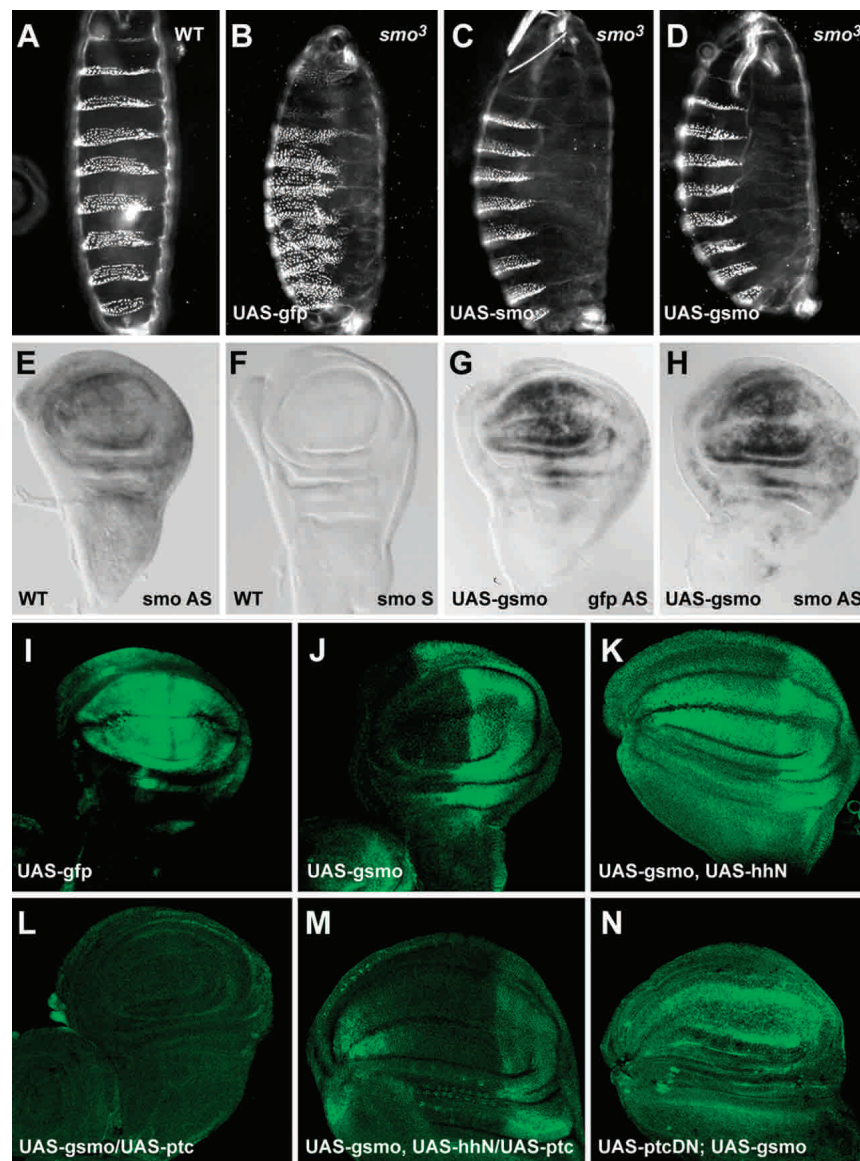 A WT
B smo³
C smo³
D smo³
UAS-gfp
UAS-smo
UAS-gsmo
E
F
G
H
WT smo AS
WT smo S
UAS-gsmo gfp AS
UAS-gsmo smo AS
I
J
K
UAS-gfp
UAS-gsmo
UAS-gsmo, UAS-hhN
L
M
N
UAS-gsmo/UAS-ptc
UAS-gsmo, UAS-hhN/UAS-ptc
UAS-ptcDN; UAS-gsmo